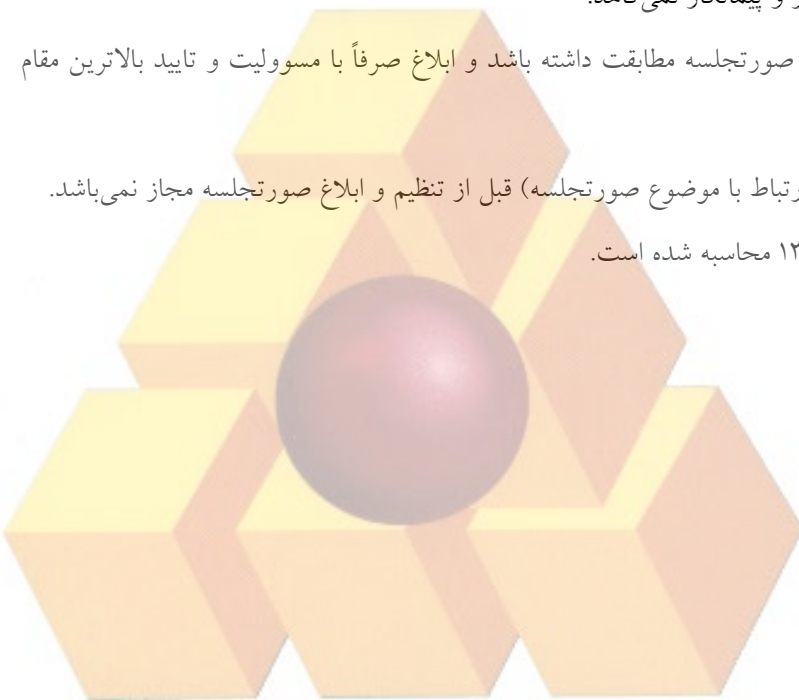 و پیمانکار نمی‌کاهد.
صورتجلسه مطابقت داشته باشد و ابلاغ صرفاً با مسوولیت و تایید بالاترین مقام
رتباط با موضوع صورتجلسه) قبل از تنظیم و ابلاغ صورتجلسه مجاز نمی‌باشد.
۱۲ محاسبه شده است.